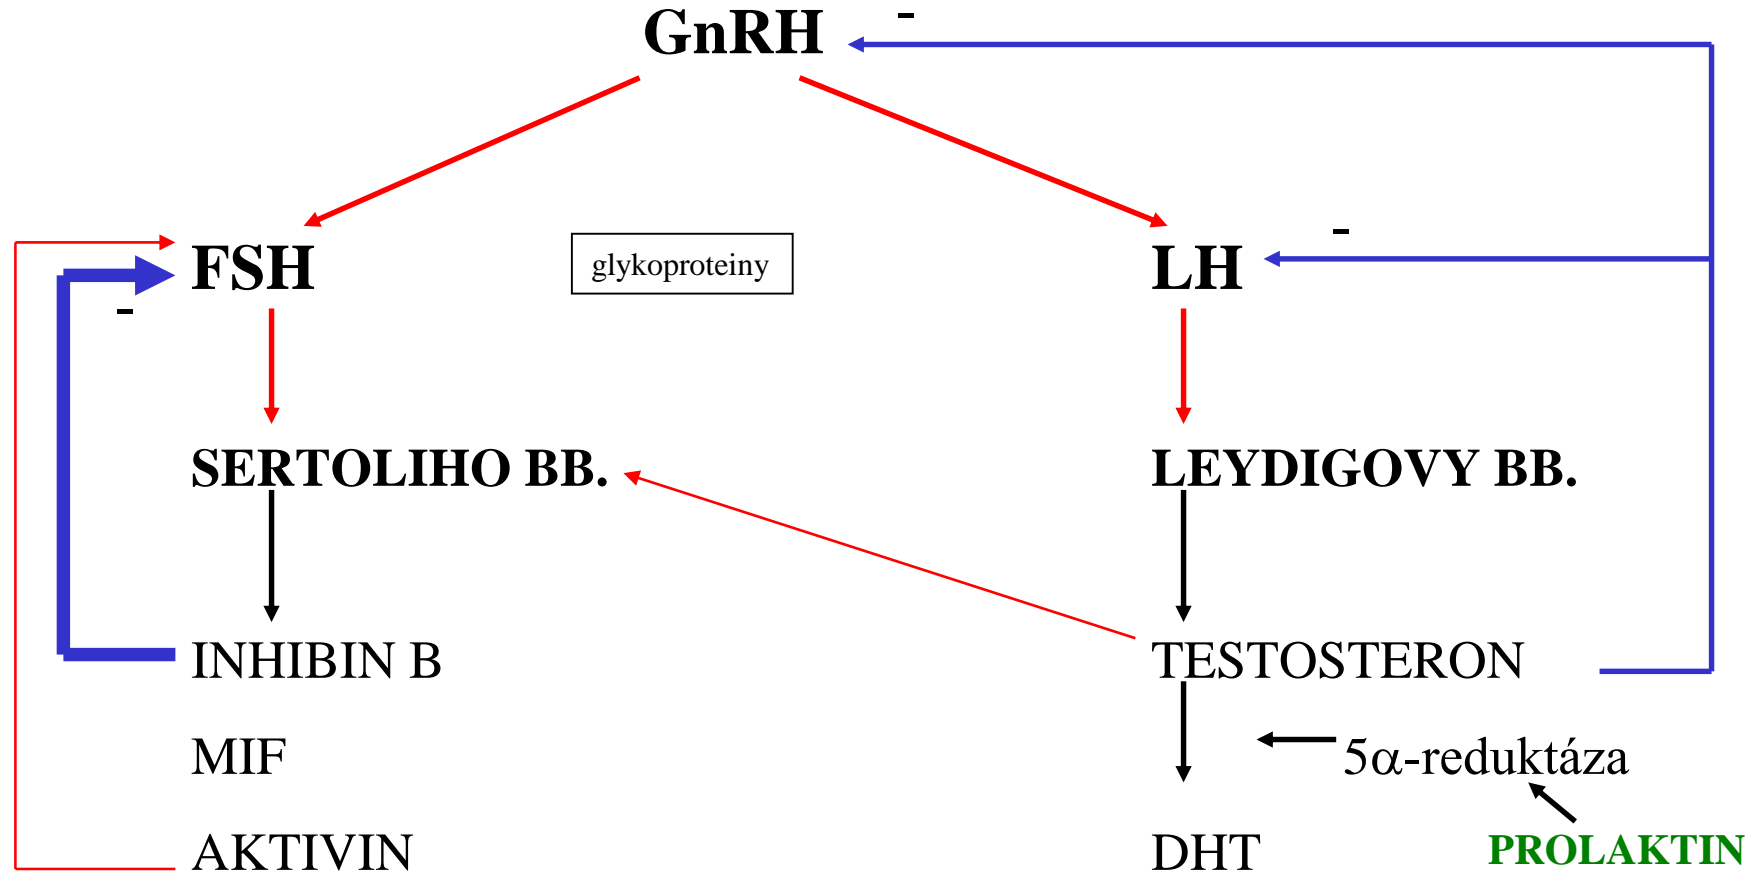 GnRH
-
FSH
glykoproteiny
LH
-
-
SERTOLIHO BB.
LEYDIGOVY BB.
INHIBIN B
TESTOSTERON
MIF
5α-reduktáza
AKTIVIN
DHT
PROLAKTIN